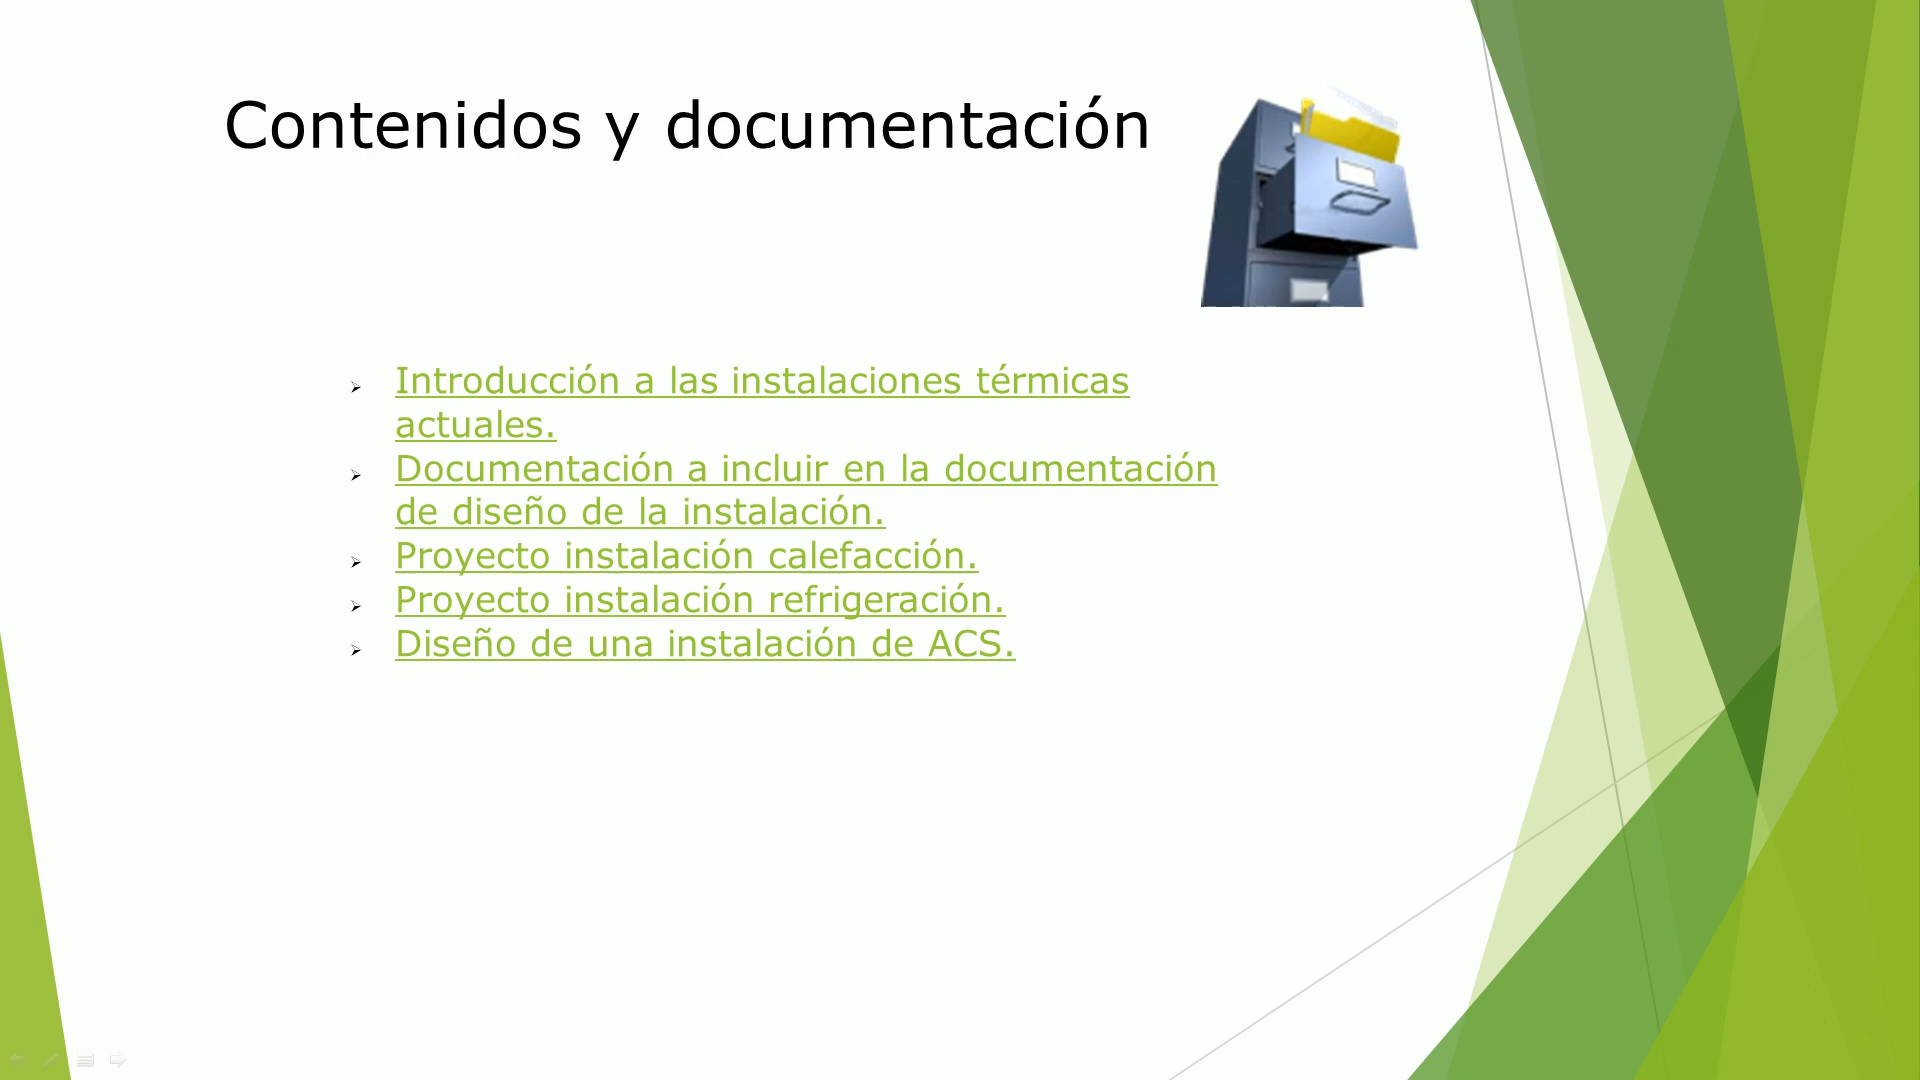 Contenidos y documentación
Introducción a las instalaciones térmicas
actuales.
Documentación a incluir en la documentación
de diseño de la instalación.
Proyecto instalación calefacción.
Proyecto instalación refrigeración.
Diseño de una instalación de ACS.